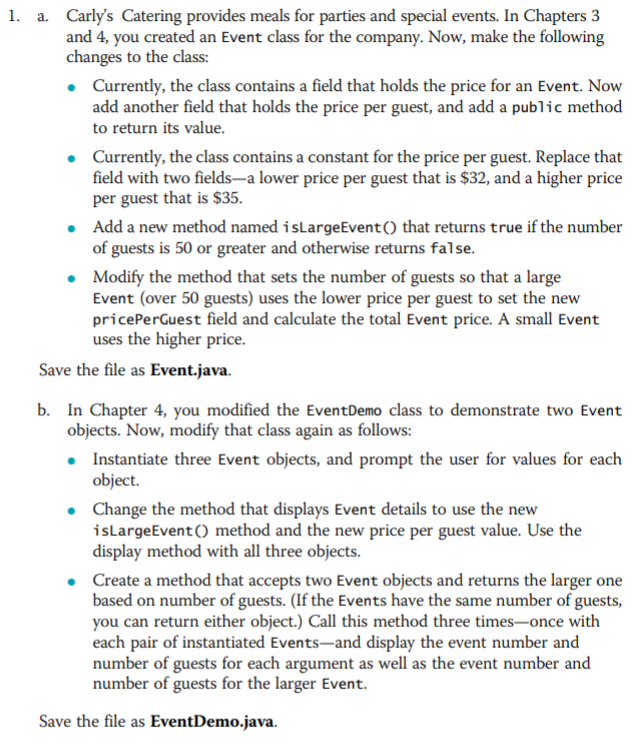 1. a. Carly's Catering provides meals for parties and special events. In Chapters 3
and 4, you created an Event class for the company. Now, make the following
changes to the class:
• Currently, the class contains a field that holds the price for an Event. Now
add another field that holds the price per guest, and add a public method
to return its value.
• Currently, the class contains a constant for the price per guest. Replace that
field with two fields—a lower price per guest that is $32, and a higher price
per guest that is $35.
• Add a new method named isLargeEvent() that returns true if the number
of guests is 50 or greater and otherwise returns false.
• Modify the method that sets the number of guests so that a large
Event (over 50 guests) uses the lower price per guest to set the new
pricePerGuest field and calculate the total Event price. A small Event
uses the higher price.
Save the file as Event.java.
b. In Chapter 4, you modified the EventDemo class to demonstrate two Event
objects. Now, modify that class again as follows:
• Instantiate three Event objects, and prompt the user for values for each
object.
• Change the method that displays Event details to use the new
isLargeEvent() method and the new price per guest value. Use the
display method with all three objects.
• Create a method that accepts two Event objects and returns the larger one
based on number of guests. (If the Events have the same number of guests,
you can return either object.) Call this method three times—once with
each pair of instantiated Events—and display the event number and
number of guests for each argument as well as the event number and
number of guests for the larger Event.
Save the file as EventDemo.java.